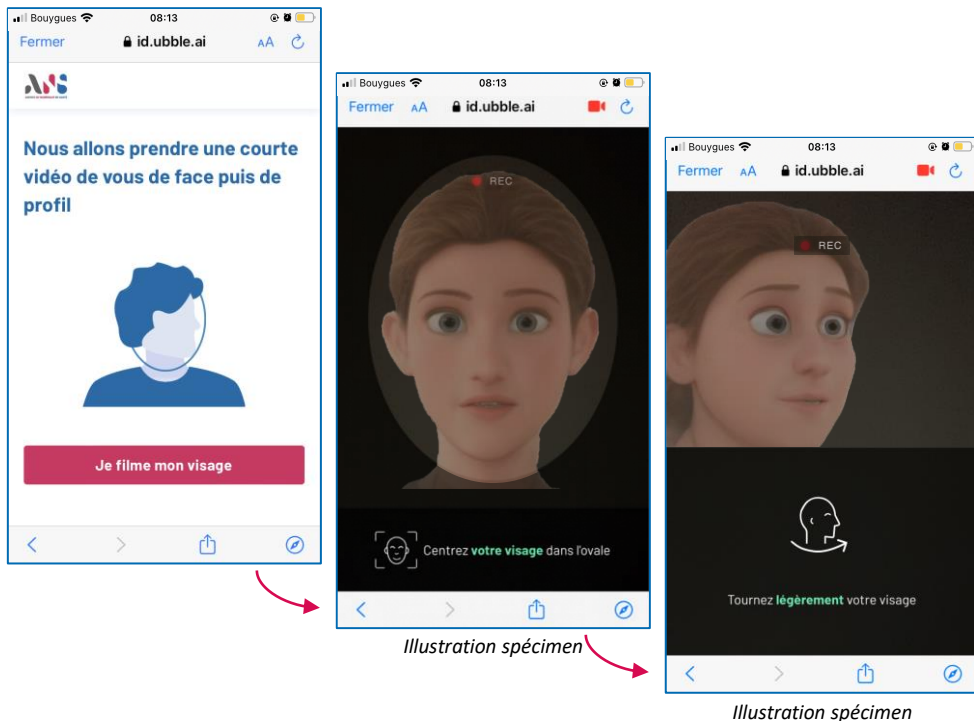 Bouygues 08:13
Fermer id.ubble.ai AA
ANS
Nous allons prendre une courte
vidéo de vous de face puis de
profil
Je filme mon visage
Bouygues 08:13
Fermer AA id.ubble.ai
REC
Centrez votre visage dans l'ovale
Illustration spécimen
Bouygues 08:13
Fermer AA id.ubble.ai
REC
Tournez légèrement votre visage
Illustration spécimen